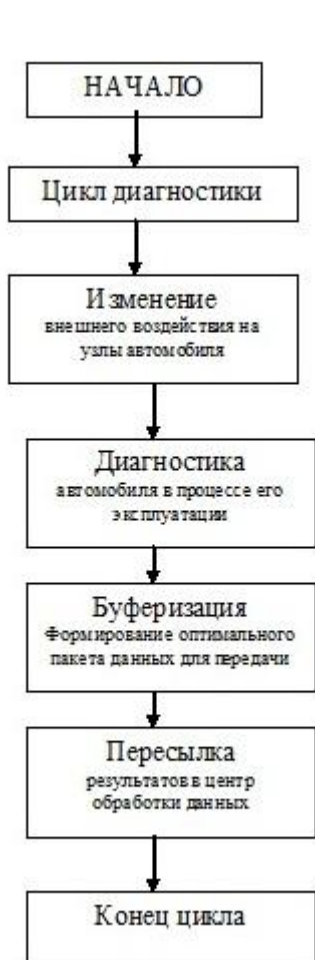 НАЧАЛО
Цикл диагностики
Изменение
внешнего воздействия на
узлы автомобиля
Диагностика
автомобиля в процессе его
эксплуатации
Буферизация
Формирование оптимального
пакета данных для передачи
Пересылка
результатов в центр
обработки данных
Конец цикла